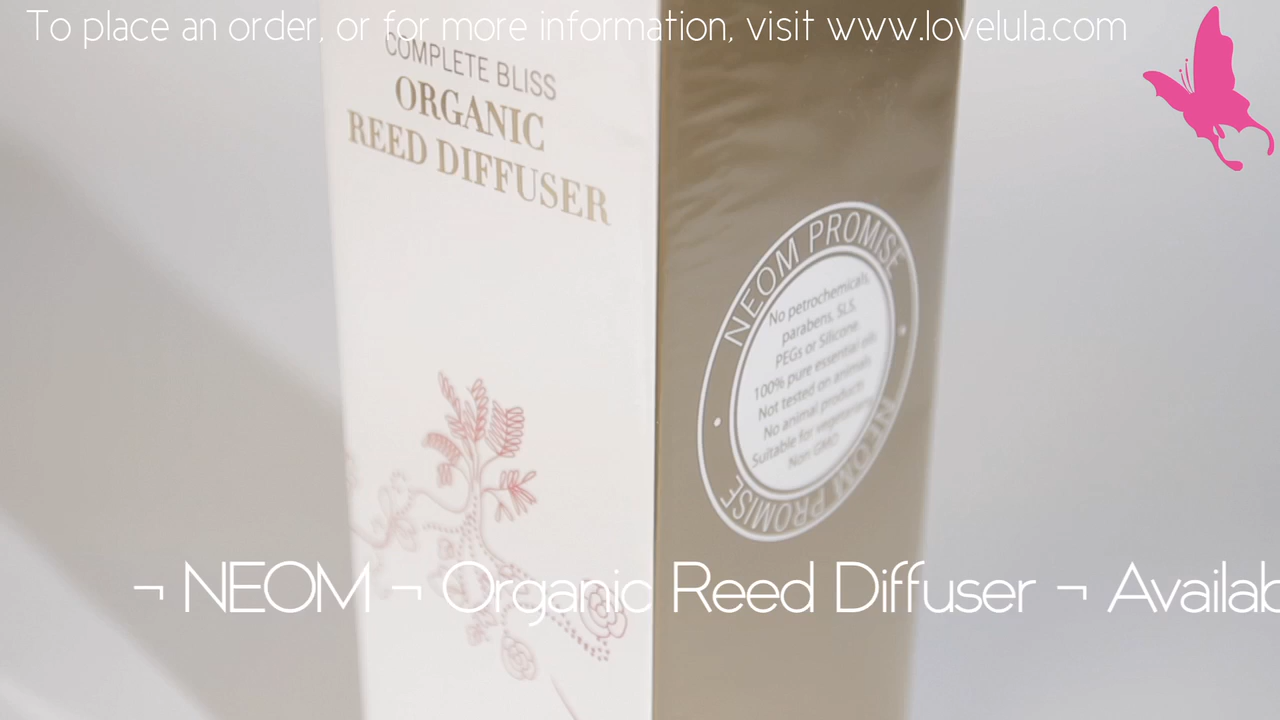 To place an order, or for more information, visit www.lovelula.com
COMPLETE BLISS
ORGANIC
REED DIFFUSER
NEOM PROMISE
No petrochemicals,
parabens, SLS,
PEGs or Silicone
100% pure essential oils
Not tested on animals
No animal products
Suitable for vegetarians
Non GMO
NEOM PROMISE
¬ NEOM ¬ Organic Reed Diffuser ¬ Availab